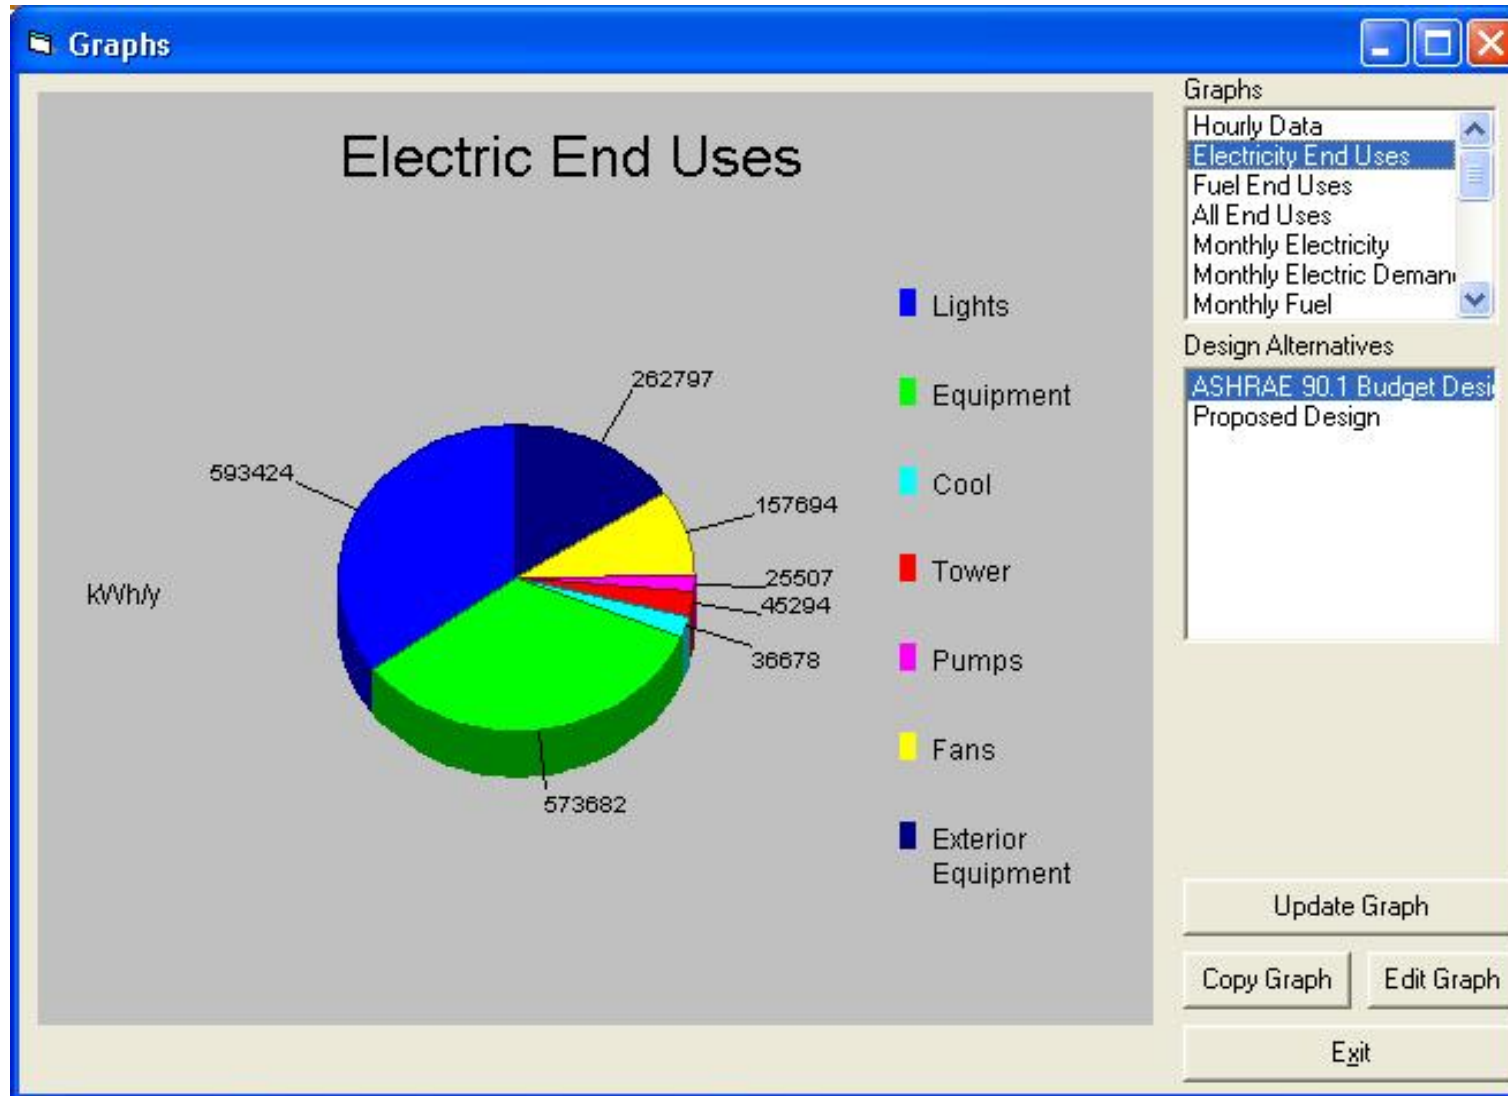 Graphs
Electric End Uses
262797
593424
157694
25507
45294
36678
573682
kWh/y
Lights
Equipment
Cool
Tower
Pumps
Fans
Exterior
Equipment
Graphs
Hourly Data
Electricity End Uses
Fuel End Uses
All End Uses
Monthly Electricity
Monthly Electric Deman
Monthly Fuel
Design Alternatives
ASHRAE 90.1 Budget Desi
Proposed Design
Update Graph
Copy Graph
Edit Graph
Exit